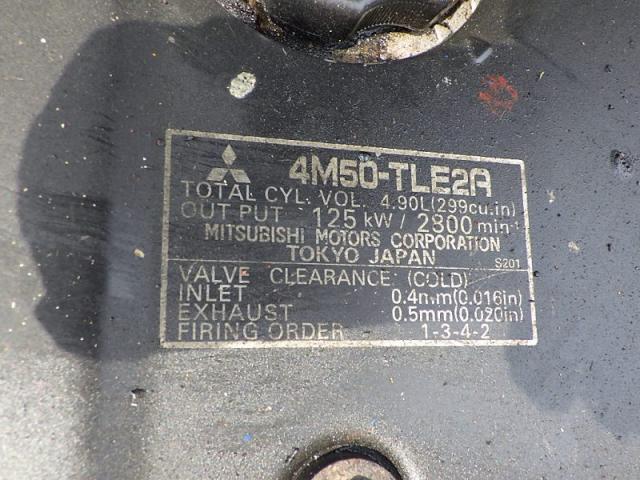 4M50-TLE2A
TOTAL CYL. VOL. 4.90L(299cu.in)
OUTPUT 125 kW / 2800 min-¹
MITSUBISHI MOTORS CORPORATION
TOKYO JAPAN S201
VALVE CLEARANCE (COLD)
INLET 0.4mm(0.016in)
EXHAUST 0.5mm(0.020in)
FIRING ORDER 1-3-4-2